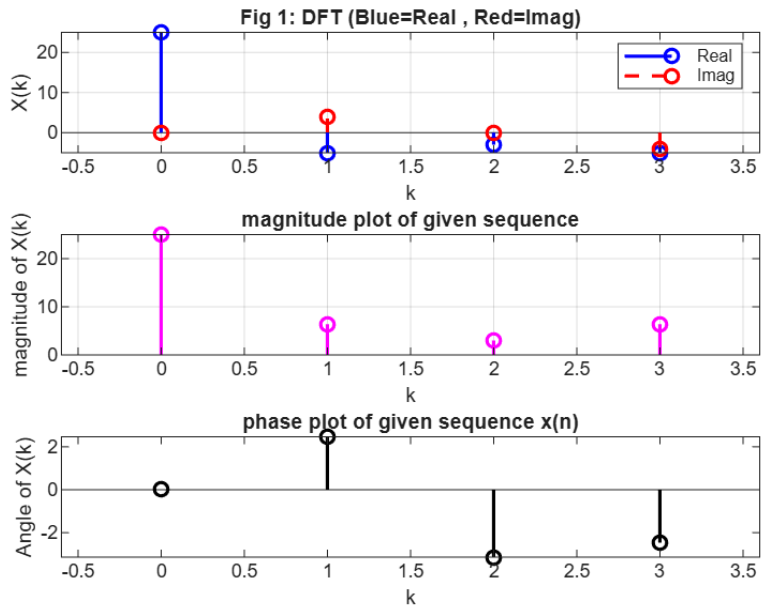 Fig 1: DFT (Blue=Real , Red=Imag)
X(k)
20
10
0
Real
Imag
-0.5 0 0.5 1 1.5 2 2.5 3 3.5
k
magnitude plot of given sequence
magnitude of X(k)
20
10
0
-0.5 0 0.5 1 1.5 2 2.5 3 3.5
k
phase plot of given sequence x(n)
Angle of X(k)
2
0
-2
-0.5 0 0.5 1 1.5 2 2.5 3 3.5
k